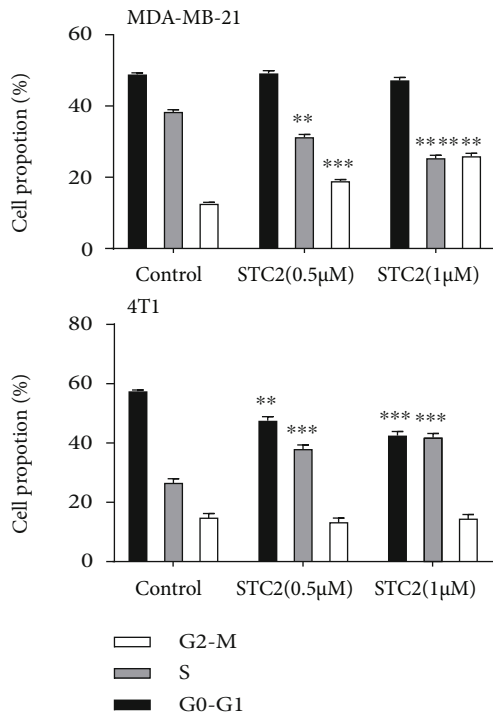 MDA-MB-21
Cell propotion (%)
60
40
20
0
**
***
******
Control
STC2(0.5μM)
STC2(1μM)
4T1
Cell propotion (%)
80
60
40
20
0
**
***
***
***
Control
STC2(0.5μM)
STC2(1μM)
G2-M
S
G0-G1